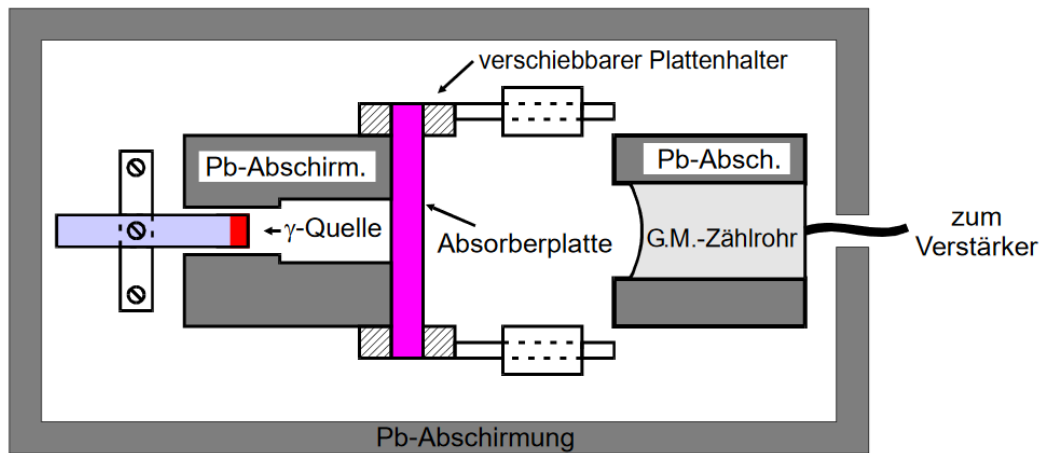 verschiebbarer Plattenhalter
Pb-Abschirm.
Pb-Absch.
γ-Quelle
Absorberplatte
G.M.-Zählrohr
zum
Verstärker
Pb-Abschirmung